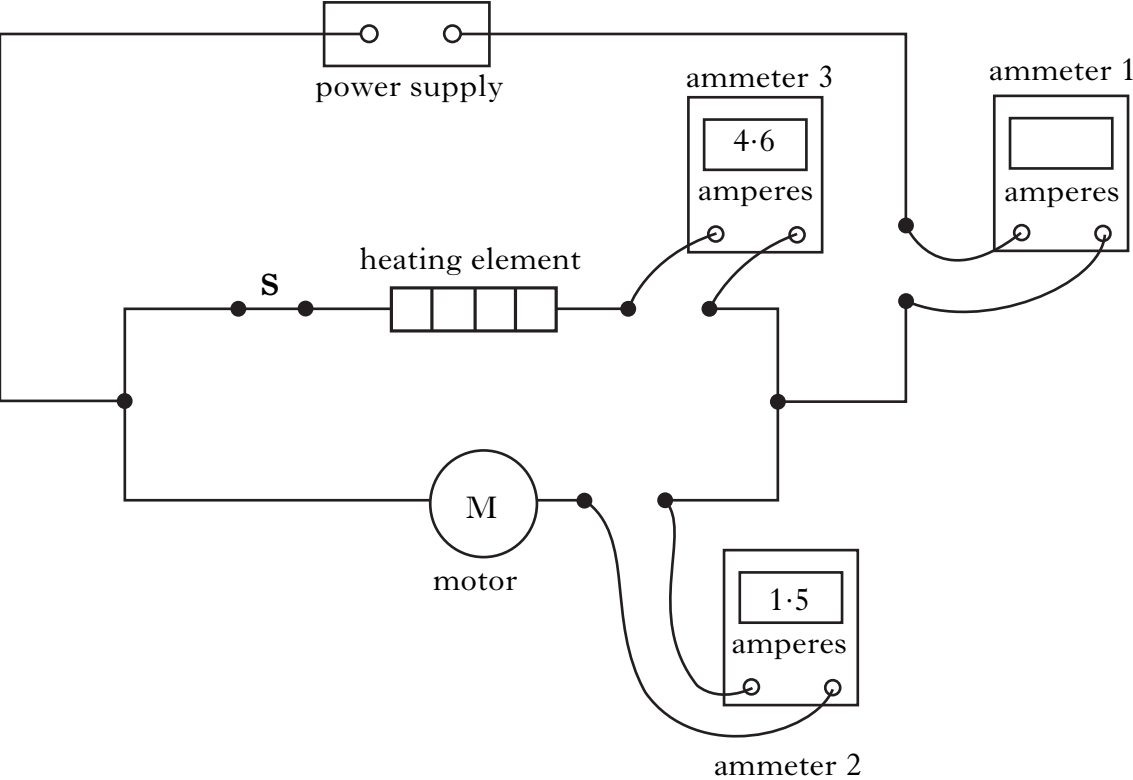 power supply
ammeter 3
ammeter 1
4·6
amperes
amperes
heating element
S
M
motor
1·5
amperes
ammeter 2